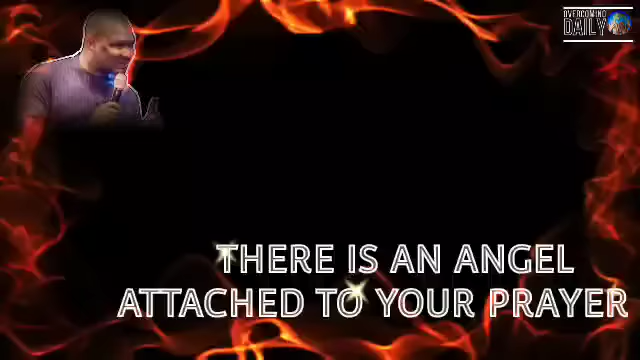 OVERCOMING
DAILY
THERE IS AN ANGEL
ATTACHED TO YOUR PRAYER